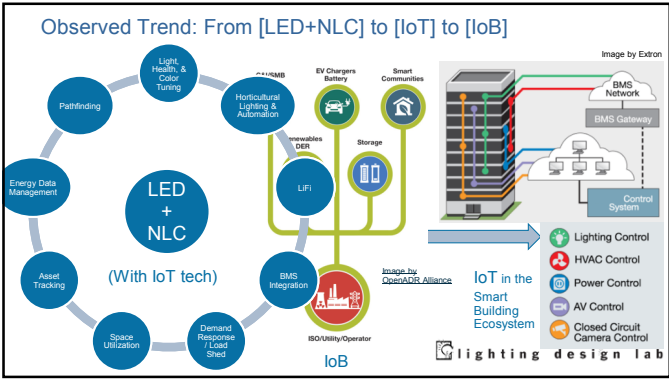 Observed Trend: From [LED+NLC] to [IoT] to [IoB]
Light,
Health, &
Color
Tuning
Horticultural
Lighting &
Automation
LiFi
BMS
Integration
Demand
Response
/ Load
Shed
Space
Utilization
Asset
Tracking
Energy Data
Management
Pathfinding
LED
+
NLC
(With IoT tech)
EV Chargers
Battery
Smart
Communities
DER
Storage
ISO/Utility/Operator
IoB
Image by
OpenADR Alliance
Image by Extron
BMS
Network
BMS Gateway
Control
System
IoT in the
Smart
Building
Ecosystem
Lighting Control
HVAC Control
Power Control
AV Control
Closed Circuit
Camera Control
lighting design lab